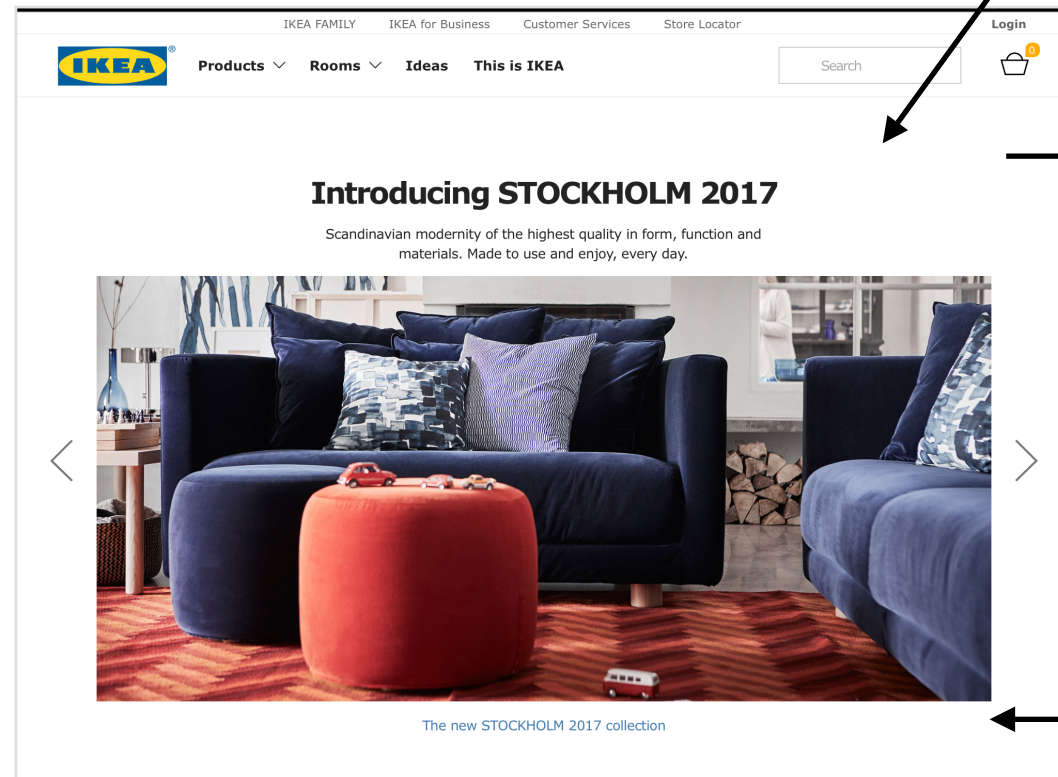 IKEA FAMILY IKEA for Business Customer Services Store Locator Login
IKEA® Products Rooms Ideas This is IKEA Search 0
Introducing STOCKHOLM 2017
Scandinavian modernity of the highest quality in form, function and
materials. Made to use and enjoy, every day.
The new STOCKHOLM 2017 collection